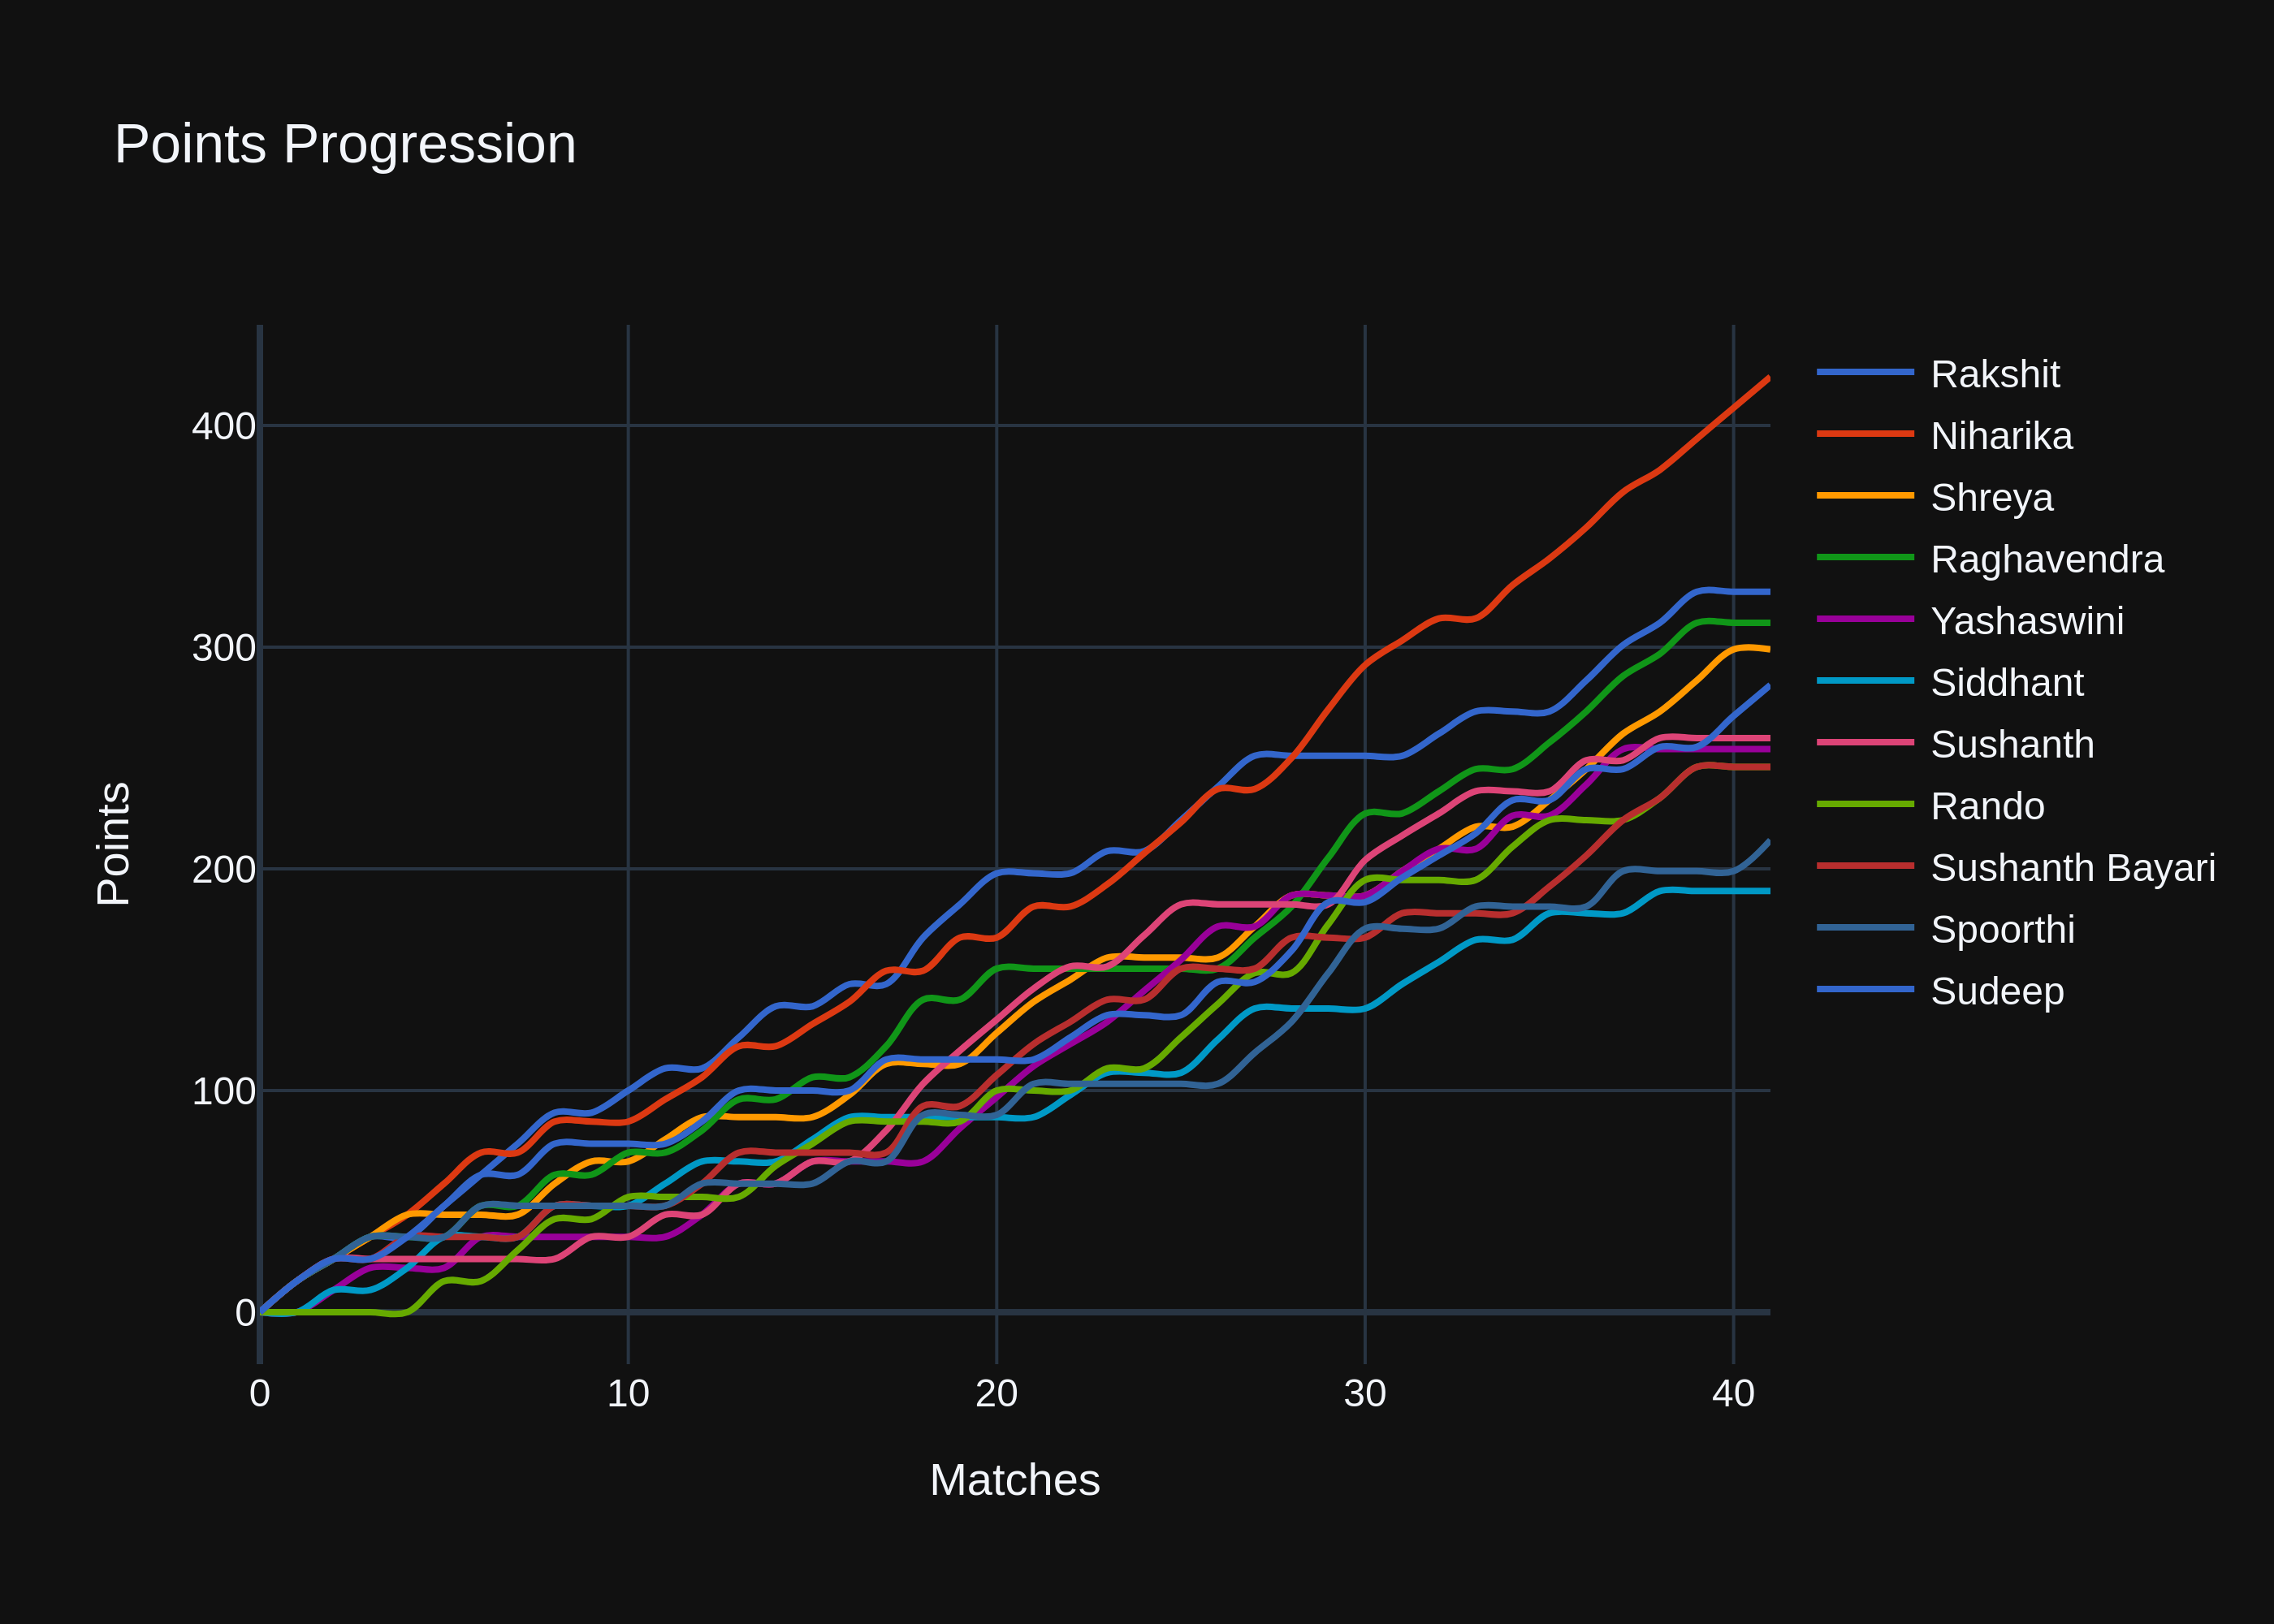 Points Progression
Points
400
300
200
100
0
0 10 20 30 40
Matches
Rakshit
Niharika
Shreya
Raghavendra
Yashaswini
Siddhant
Sushanth
Rando
Sushanth Bayari
Spoorthi
Sudeep